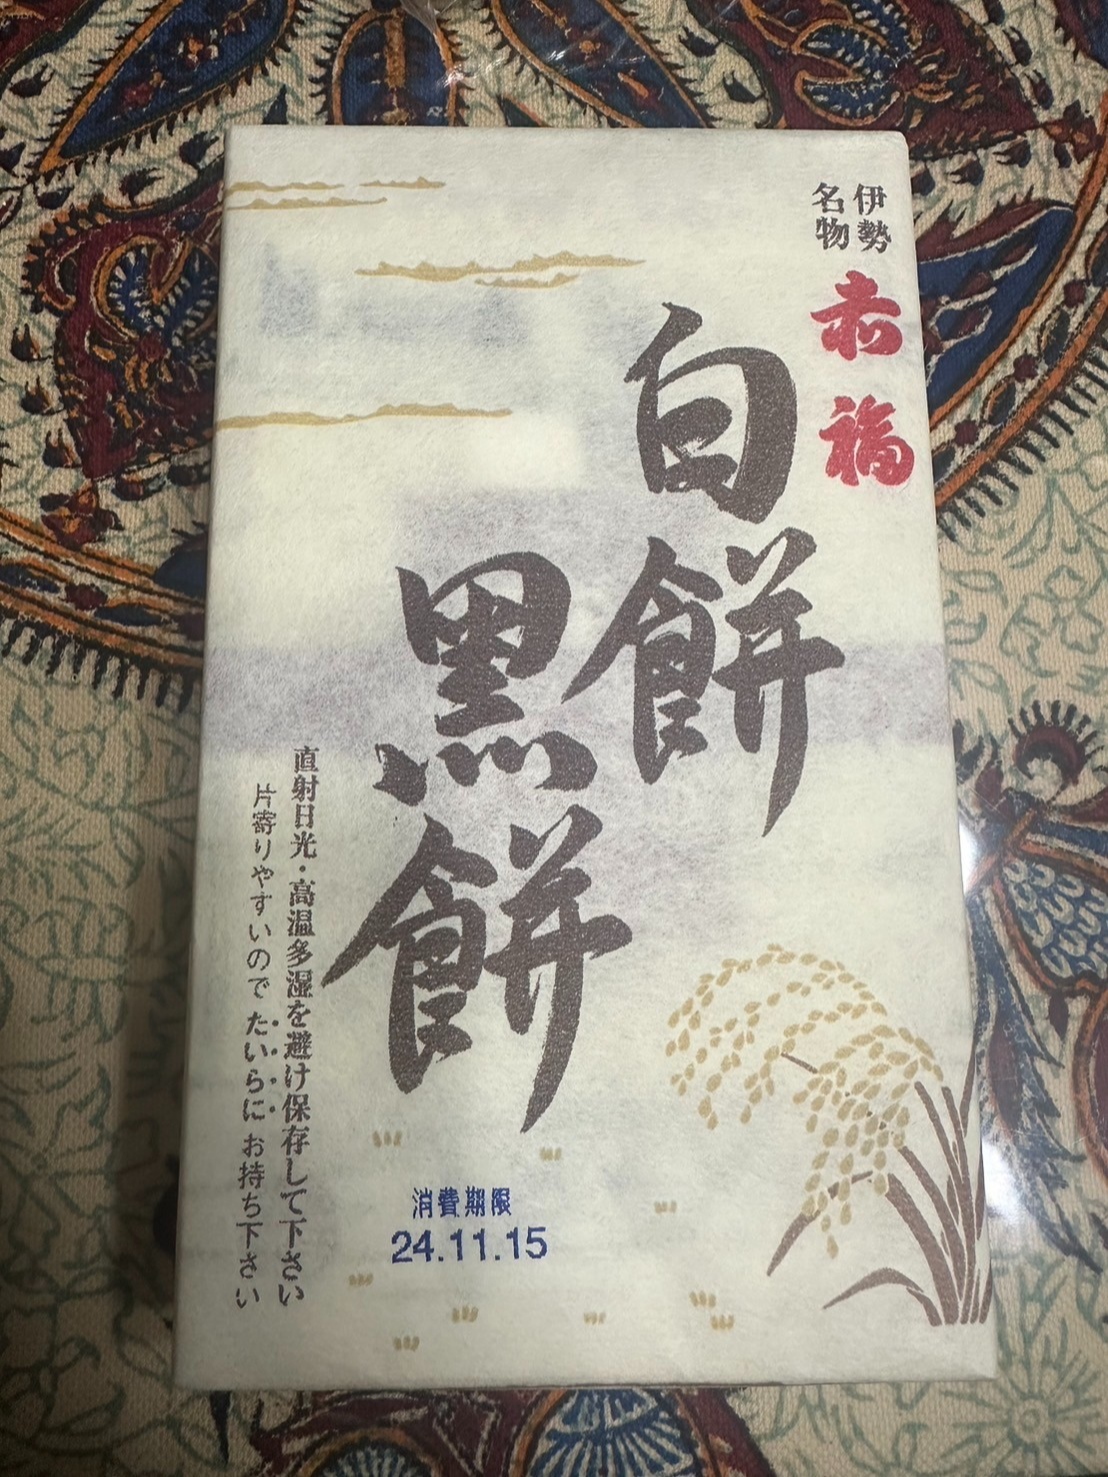 伊勢
名物
赤福
白餅
黒餅
直射日光・高温多湿を避け保存して下さい
片寄りやすいのでたいらにお持ち下さい
消費期限
24.11.15